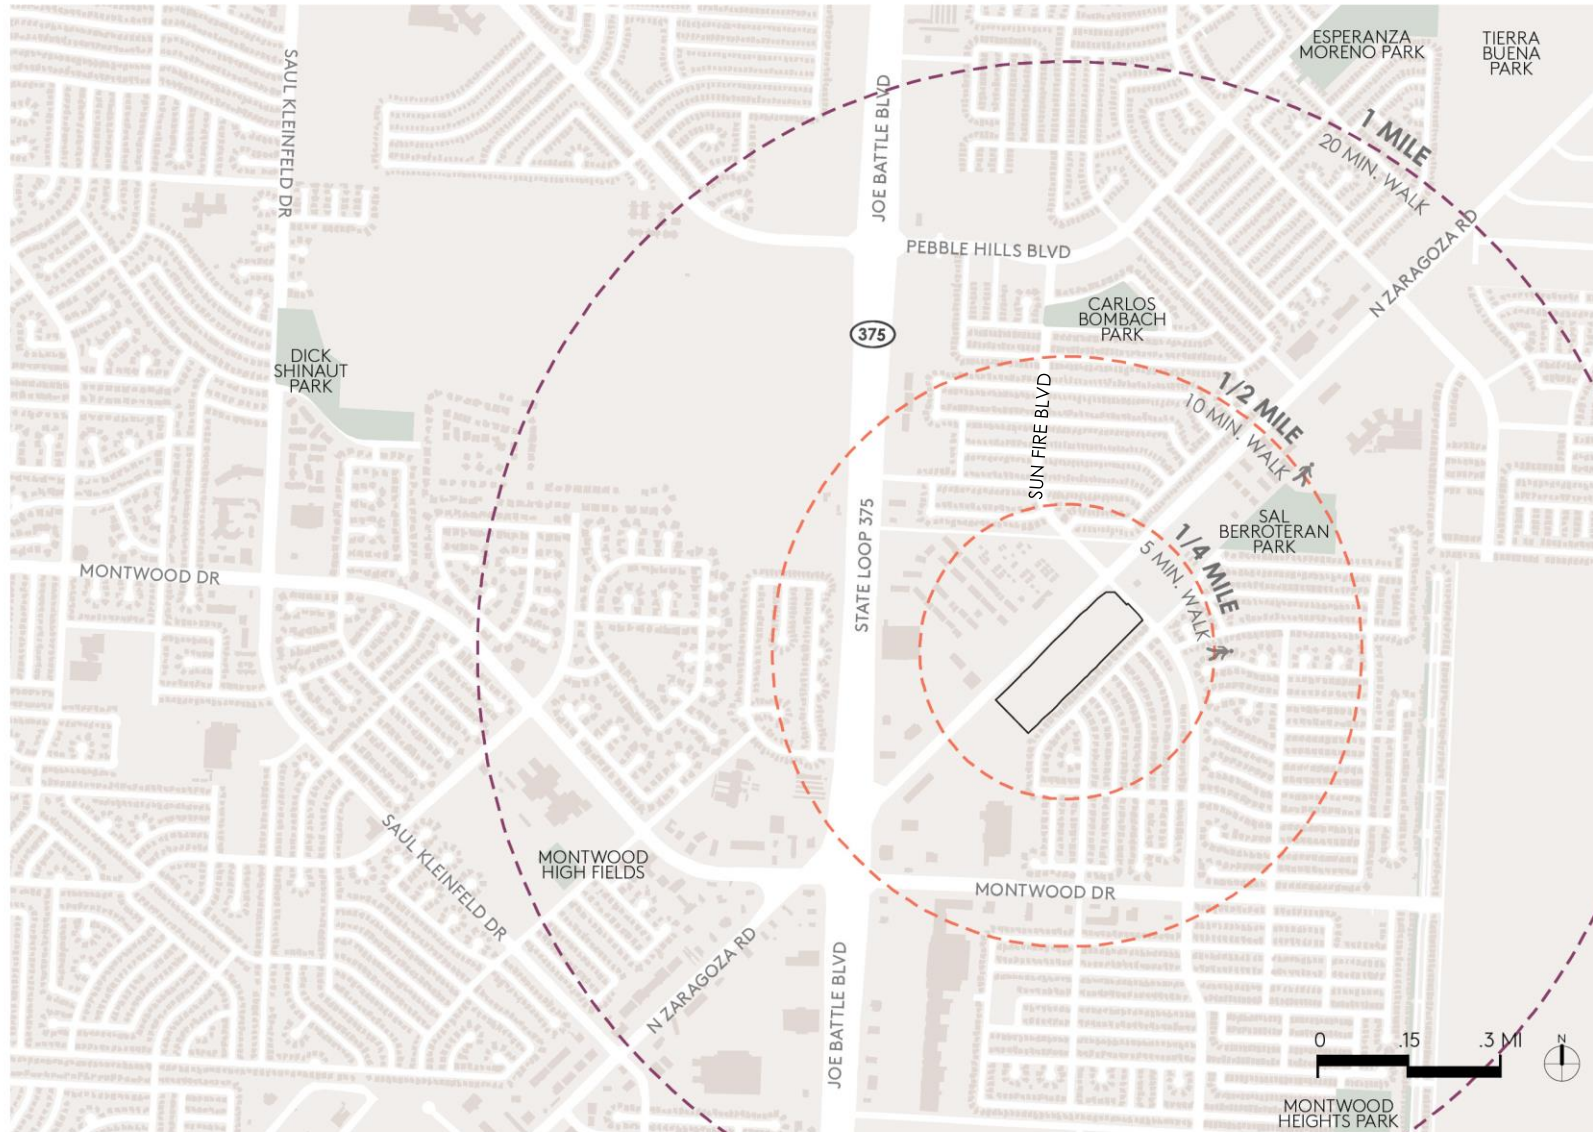 ESPERANZA
MORENO PARK
TIERRA
BUENA
PARK
SAUL KLEINFELD DR
JOE BATTLE BLVD
1 MILE
20 MIN. WALK
PEBBLE HILLS BLVD
N ZARAGOZA RD
CARLOS
BOMBACH
PARK
375
DICK
SHINAUT
PARK
SUN FIRE BLVD
1/2 MILE
10 MIN. WALK
STATE LOOP 375
SAL
BERROTERAN
PARK
1/4 MILE
5 MIN. WALK
MONTWOOD DR
SAUL KLEINFELD DR
MONTWOOD
HIGH FIELDS
MONTWOOD DR
N ZARAGOZA RD
JOE BATTLE BLVD
0 .15 .3 MI
N
MONTWOOD
HEIGHTS PARK